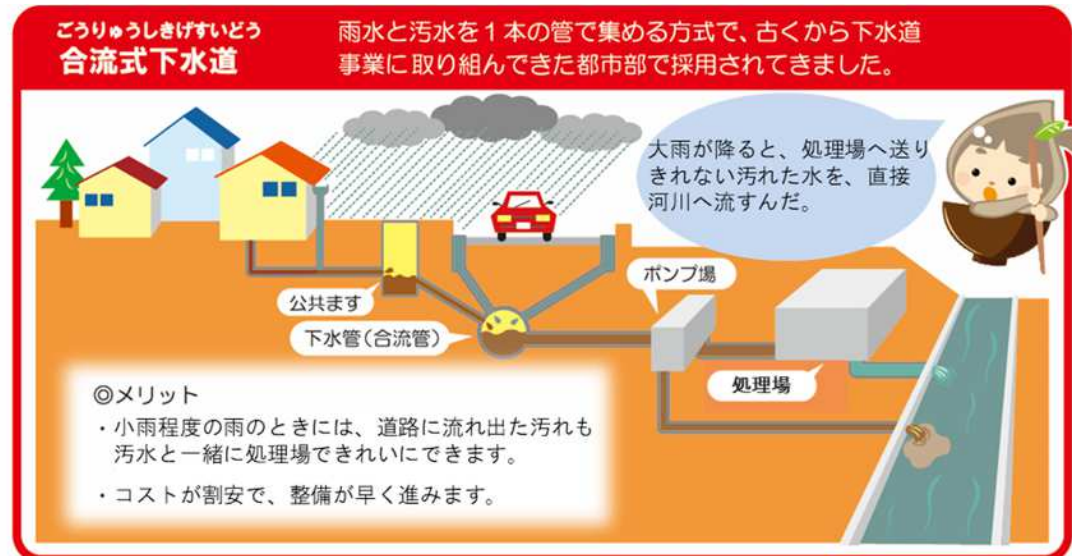 ごうりゅうしきげすいどう
合流式下水道
雨水と汚水を1本の管で集める方式で、古くから下水道
事業に取り組んできた都市部で採用されてきました。
大雨が降ると、処理場へ送り
きれない汚れた水を、直接
河川へ流すんだ。
ポンプ場
公共ます
下水管(合流管)
処理場
◎メリット
・小雨程度の雨のときには、道路に流れ出た汚れも
汚水と一緒に処理場できれいにできます。
・コストが割安で、整備が早く進みます。